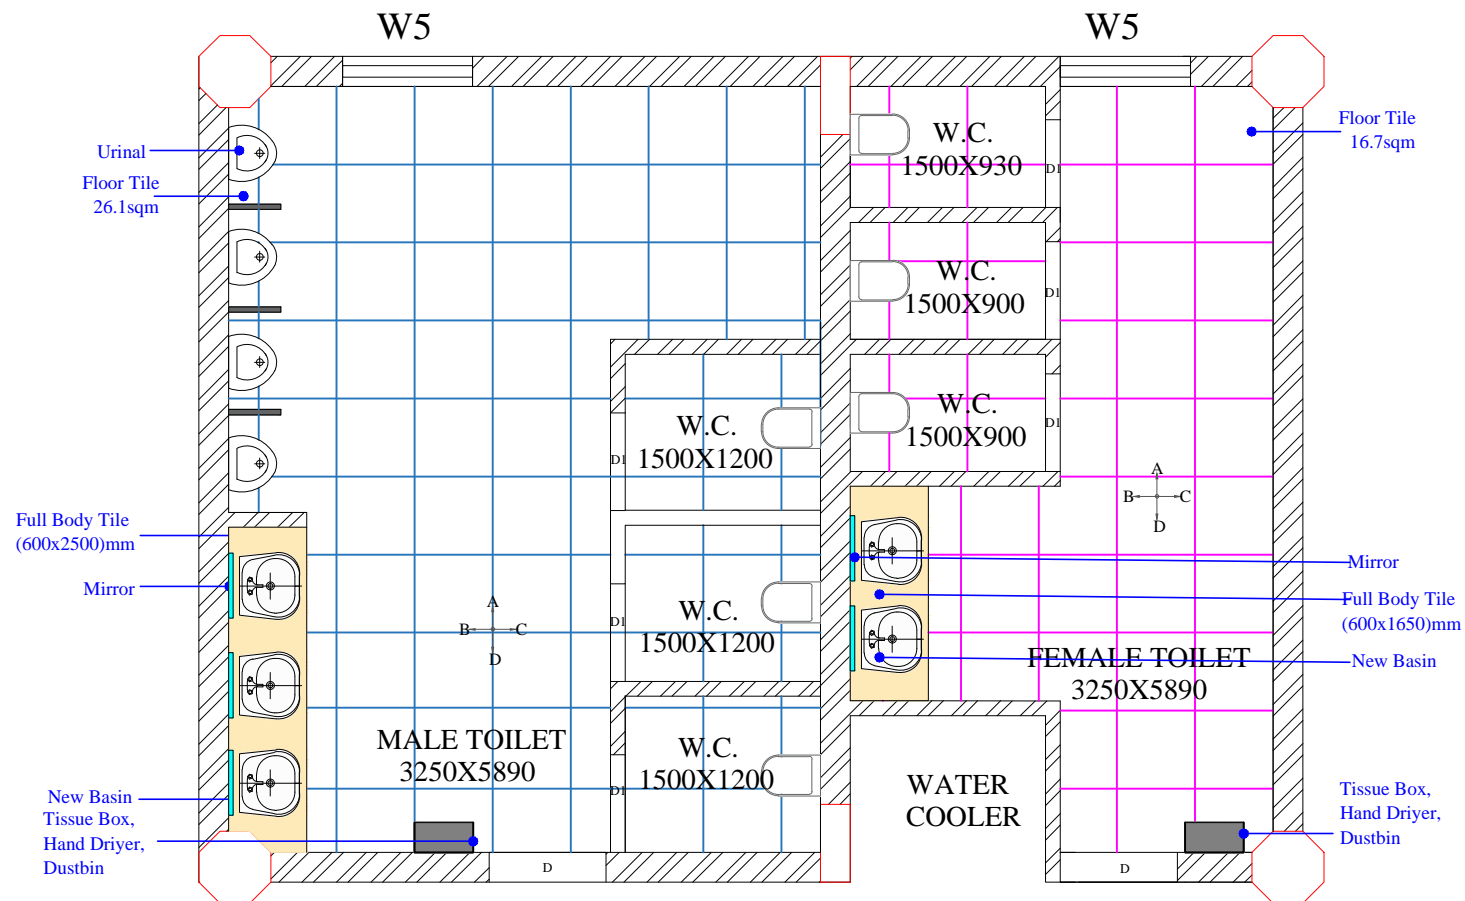 W5
W5
Urinal
Floor Tile
26.1sqm
Full Body Tile
(600x2500)mm
Mirror
New Basin
Tissue Box,
Hand Driyer,
Dustbin
W.C.
1500X1200
D1
W.C.
1500X1200
D1
W.C.
1500X1200
D1
A
B
C
D
MALE TOILET
3250X5890
D
W.C.
1500X930
D1
W.C.
1500X900
D1
W.C.
1500X900
D1
A
B
C
D
FEMALE TOILET
3250X5890
WATER
COOLER
D
Floor Tile
16.7sqm
Mirror
Full Body Tile
(600x1650)mm
New Basin
Tissue Box,
Hand Driyer,
Dustbin